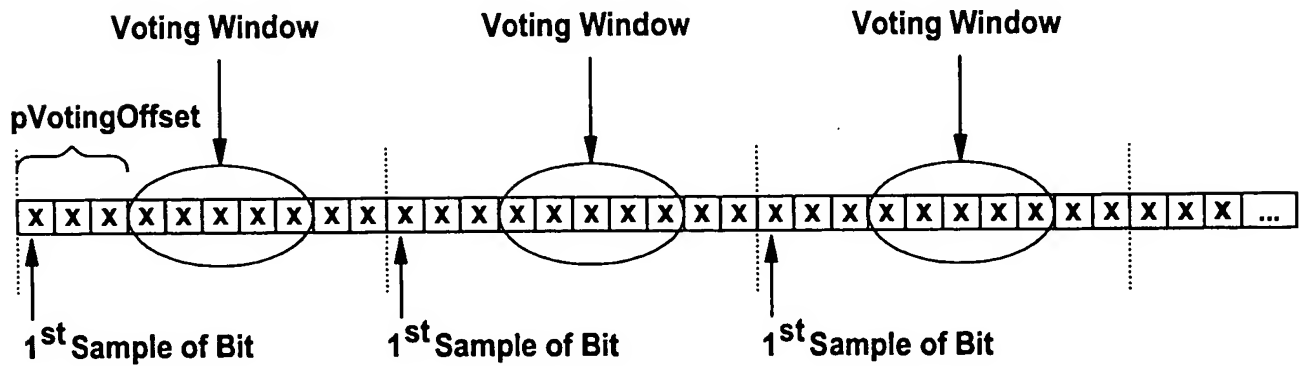 Voting Window Voting Window Voting Window
pVotingOffset
X X X X X X X X X X X X X X X X X X X X X X X X X X X X X X X X X ...
1st Sample of Bit 1st Sample of Bit 1st Sample of Bit